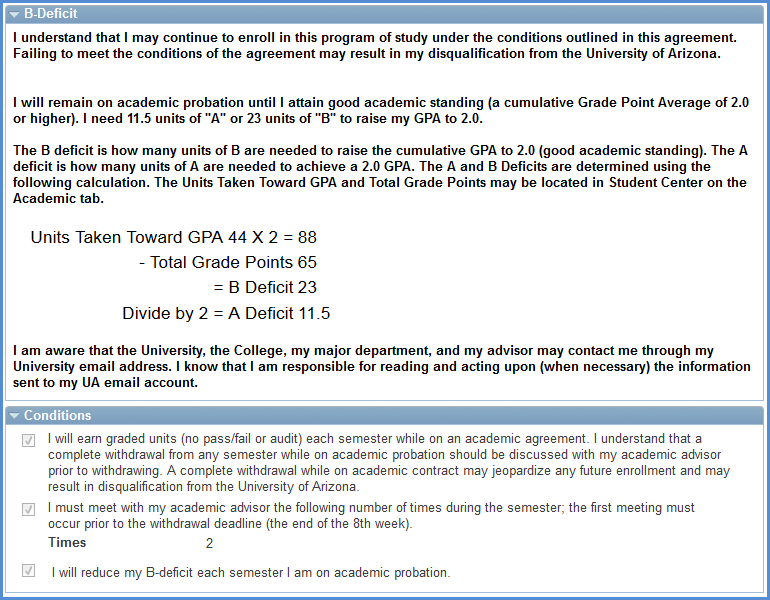 B-Deficit
I understand that I may continue to enroll in this program of study under the conditions outlined in this agreement.
Failing to meet the conditions of the agreement may result in my disqualification from the University of Arizona.
I will remain on academic probation until I attain good academic standing (a cumulative Grade Point Average of 2.0
or higher). I need 11.5 units of "A" or 23 units of "B" to raise my GPA to 2.0.
The B deficit is how many units of B are needed to raise the cumulative GPA to 2.0 (good academic standing). The A
deficit is how many units of A are needed to achieve a 2.0 GPA. The A and B Deficits are determined using the
following calculation. The Units Taken Toward GPA and Total Grade Points may be located in Student Center on the
Academic tab.
Units Taken Toward GPA 44 X 2 = 88
- Total Grade Points 65
= B Deficit 23
Divide by 2 = A Deficit 11.5
I am aware that the University, the College, my major department, and my advisor may contact me through my
University email address. I know that I am responsible for reading and acting upon (when necessary) the information
sent to my UA email account.
Conditions
I will earn graded units (no pass/fail or audit) each semester while on an academic agreement. I understand that a
complete withdrawal from any semester while on academic probation should be discussed with my academic advisor
prior to withdrawing. A complete withdrawal while on academic contract may jeopardize any future enrollment and may
result in disqualification from the University of Arizona.
I must meet with my academic advisor the following number of times during the semester; the first meeting must
occur prior to the withdrawal deadline (the end of the 8th week).
Times 2
I will reduce my B-deficit each semester I am on academic probation.